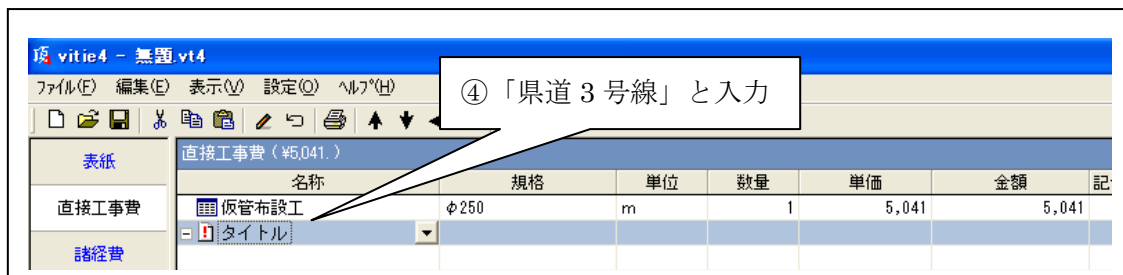 頂 vitie4 - 無題.vt4
ファイル(F) 編集(E) 表示(V) 設定(O) ヘルプ(H)
④「県道 3 号線」と入力
表紙
直接工事費
諸経費
直接工事費 ( ¥5,041. )
名称 規格 単位 数量 単価 金額
仮管布設工 φ250 m 1 5,041 5,041
タイトル